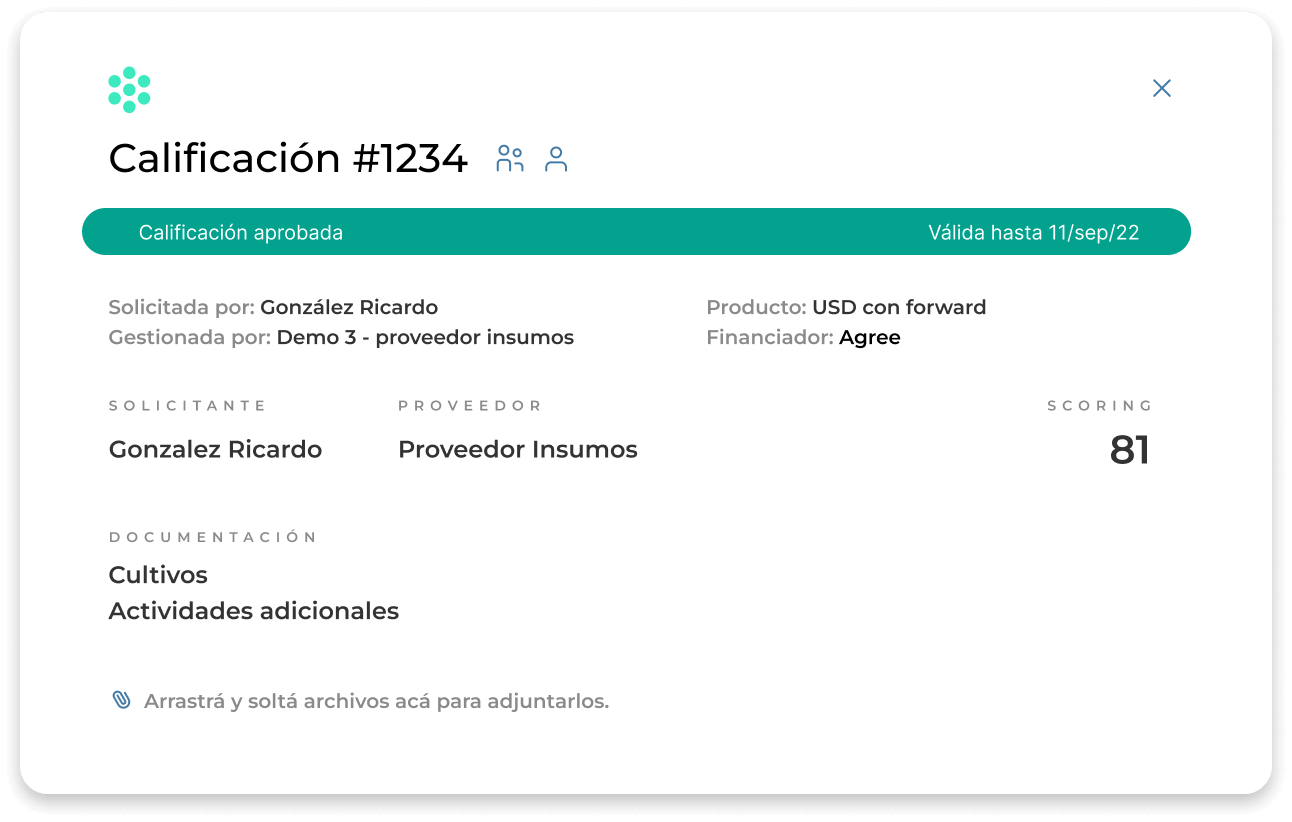 Calificación #1234
Calificación aprobada Válida hasta 11/sep/22
Solicitada por: González Ricardo
Gestionada por: Demo 3 - proveedor insumos
Producto: USD con forward
Financiador: Agree
SOLICITANTE
Gonzalez Ricardo
PROVEEDOR
Proveedor Insumos
SCORING
81
DOCUMENTACIÓN
Cultivos
Actividades adicionales
Arrastrá y soltá archivos acá para adjuntarlos.